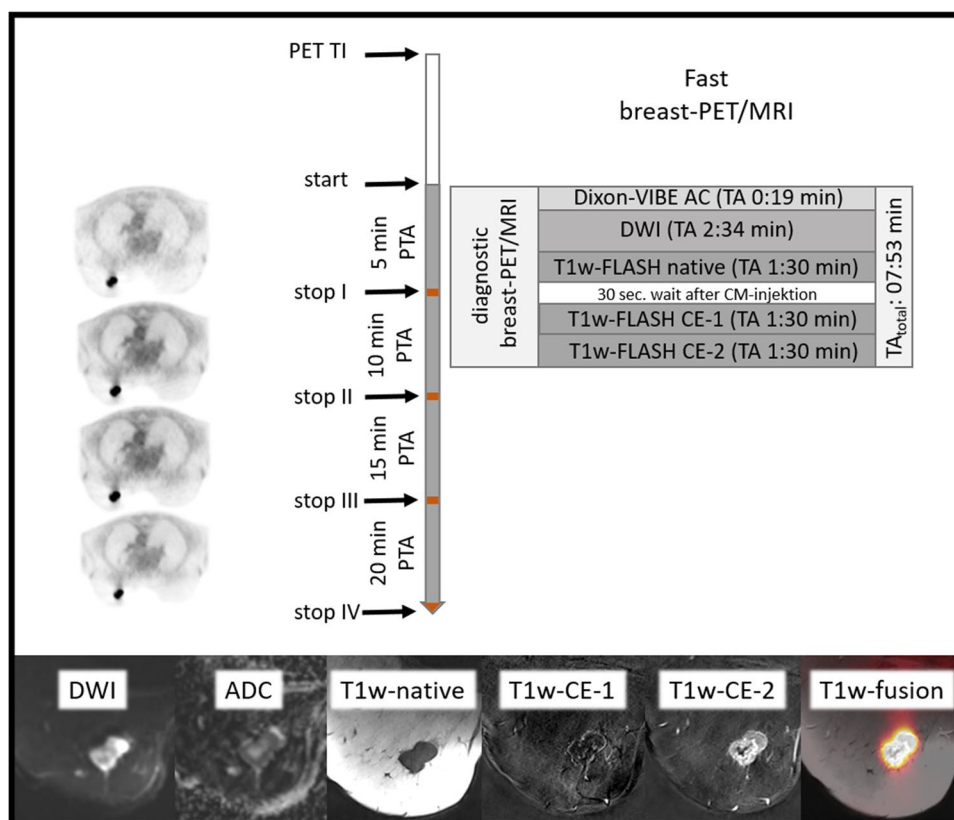 PET TI
Fast
breast-PET/MRI
start
5 min
PTA
stop I
10 min
PTA
stop II
15 min
PTA
stop III
20 min
PTA
stop IV
diagnostic
breast-PET/MRI
Dixon-VIBE AC (TA 0:19 min)
DWI (TA 2:34 min)
T1w-FLASH native (TA 1:30 min)
30 sec. wait after CM-injektion
T1w-FLASH CE-1 (TA 1:30 min)
T1w-FLASH CE-2 (TA 1:30 min)
TAtotal: 07:53 min
DWI
ADC
T1w-native
T1w-CE-1
T1w-CE-2
T1w-fusion